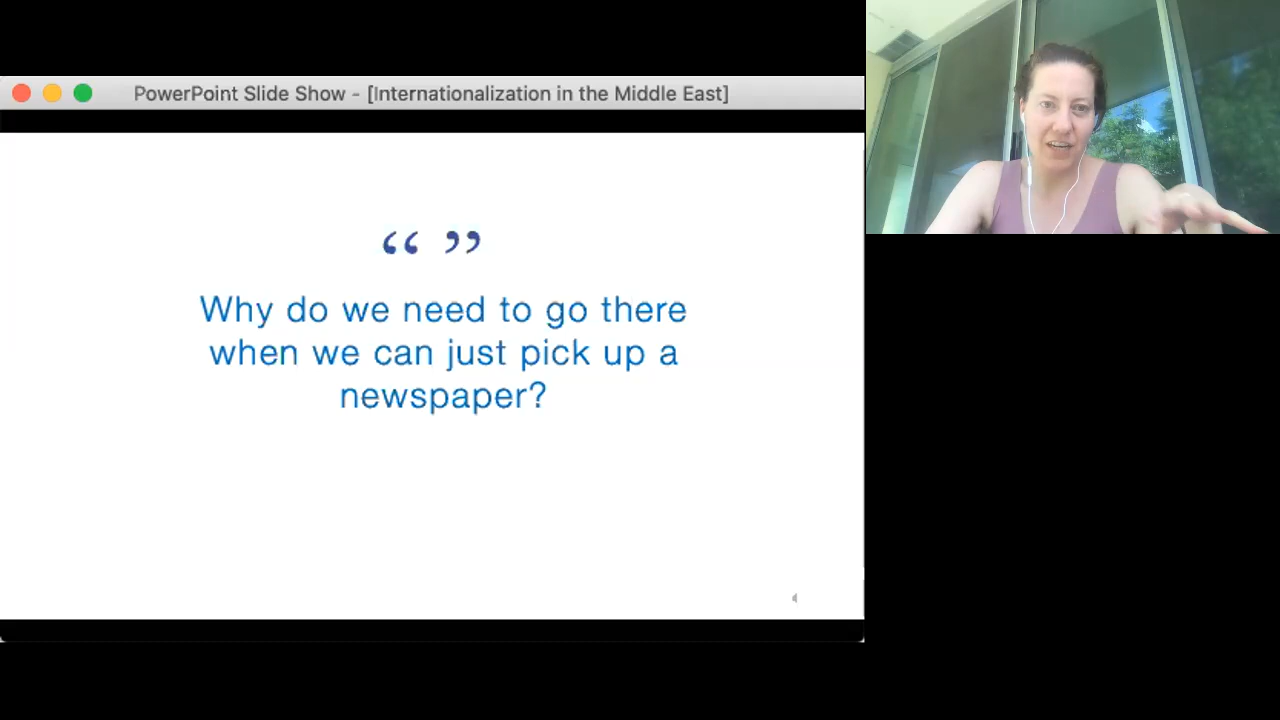 PowerPoint Slide Show - [Internationalization in the Middle East]
“ ”
Why do we need to go there
when we can just pick up a
newspaper?